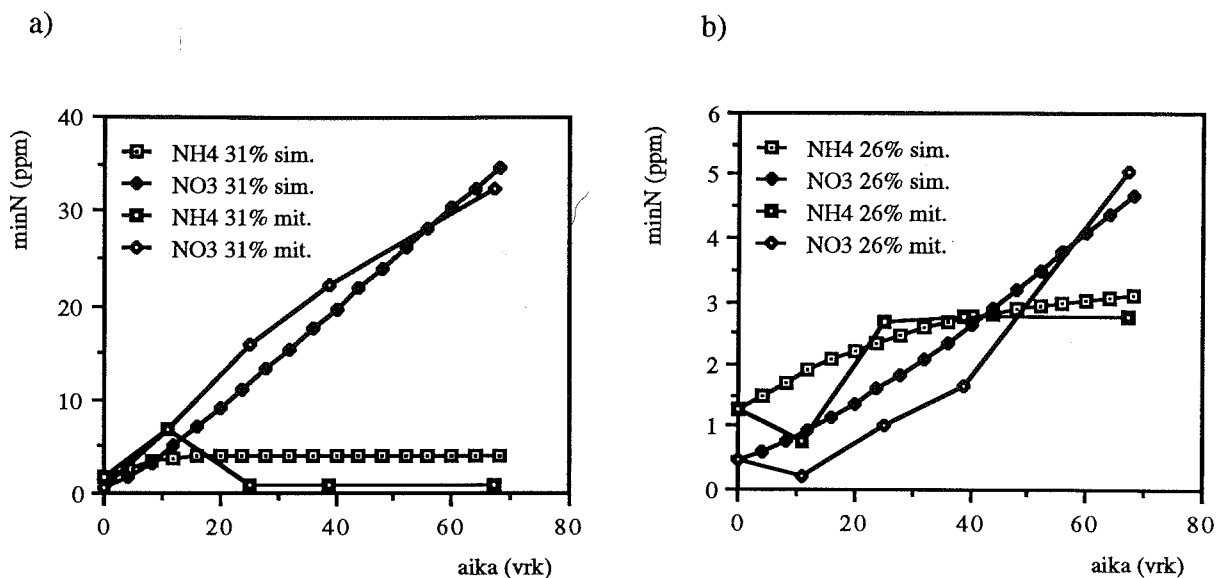 a)
minN (ppm)
40
30
20
10
0
NH4 31% sim.
NO3 31% sim.
NH4 31% mit.
NO3 31% mit.
0 20 40 60 80
aika (vrk)
b)
minN (ppm)
6
5
4
3
2
1
0
NH4 26% sim.
NO3 26% sim.
NH4 26% mit.
NO3 26% mit.
0 20 40 60 80
aika (vrk)